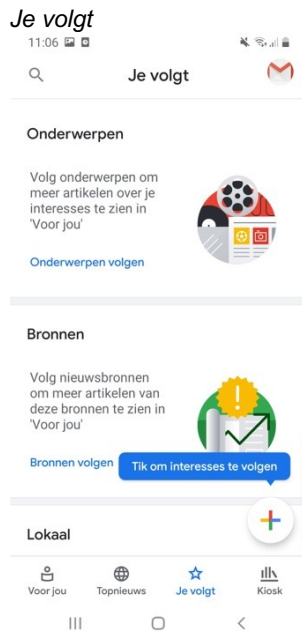 Je volgt
11:06
Je volgt
Onderwerpen
Volg onderwerpen om
meer artikelen over je
interesses te zien in
'Voor jou'
Onderwerpen volgen
Bronnen
Volg nieuwsbronnen
om meer artikelen van
deze bronnen te zien in
'Voor jou'
Bronnen volgen
Tik om interesses te volgen
Lokaal
Voor jou
Topnieuws
Je volgt
Kiosk